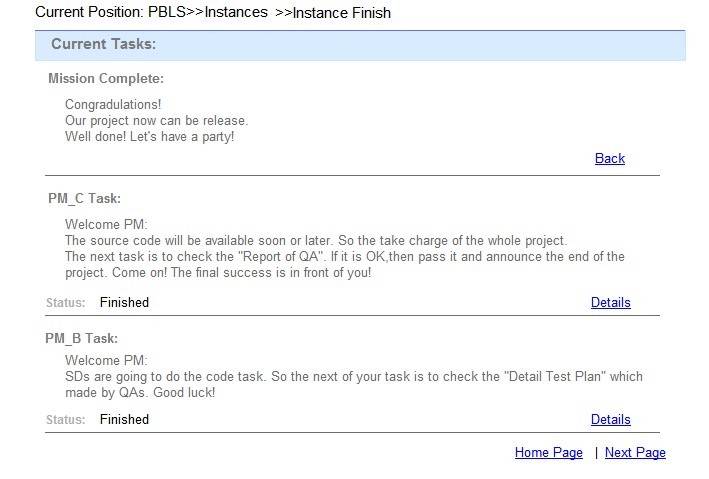 Current Position: PBLS>>Instances >>Instance Finish
Current Tasks:
Mission Complete:
Congradulations!
Our project now can be release.
Well done! Let's have a party!
Back
PM_C Task:
Welcome PM:
The source code will be available soon or later. So the take charge of the whole project.
The next task is to check the "Report of QA". If it is OK,then pass it and announce the end of the
project. Come on! The final success is in front of you!
Status: Finished Details
PM_B Task:
Welcome PM:
SDs are going to do the code task. So the next of your task is to check the "Detail Test Plan" which
made by QAs. Good luck!
Status: Finished Details
Home Page | Next Page